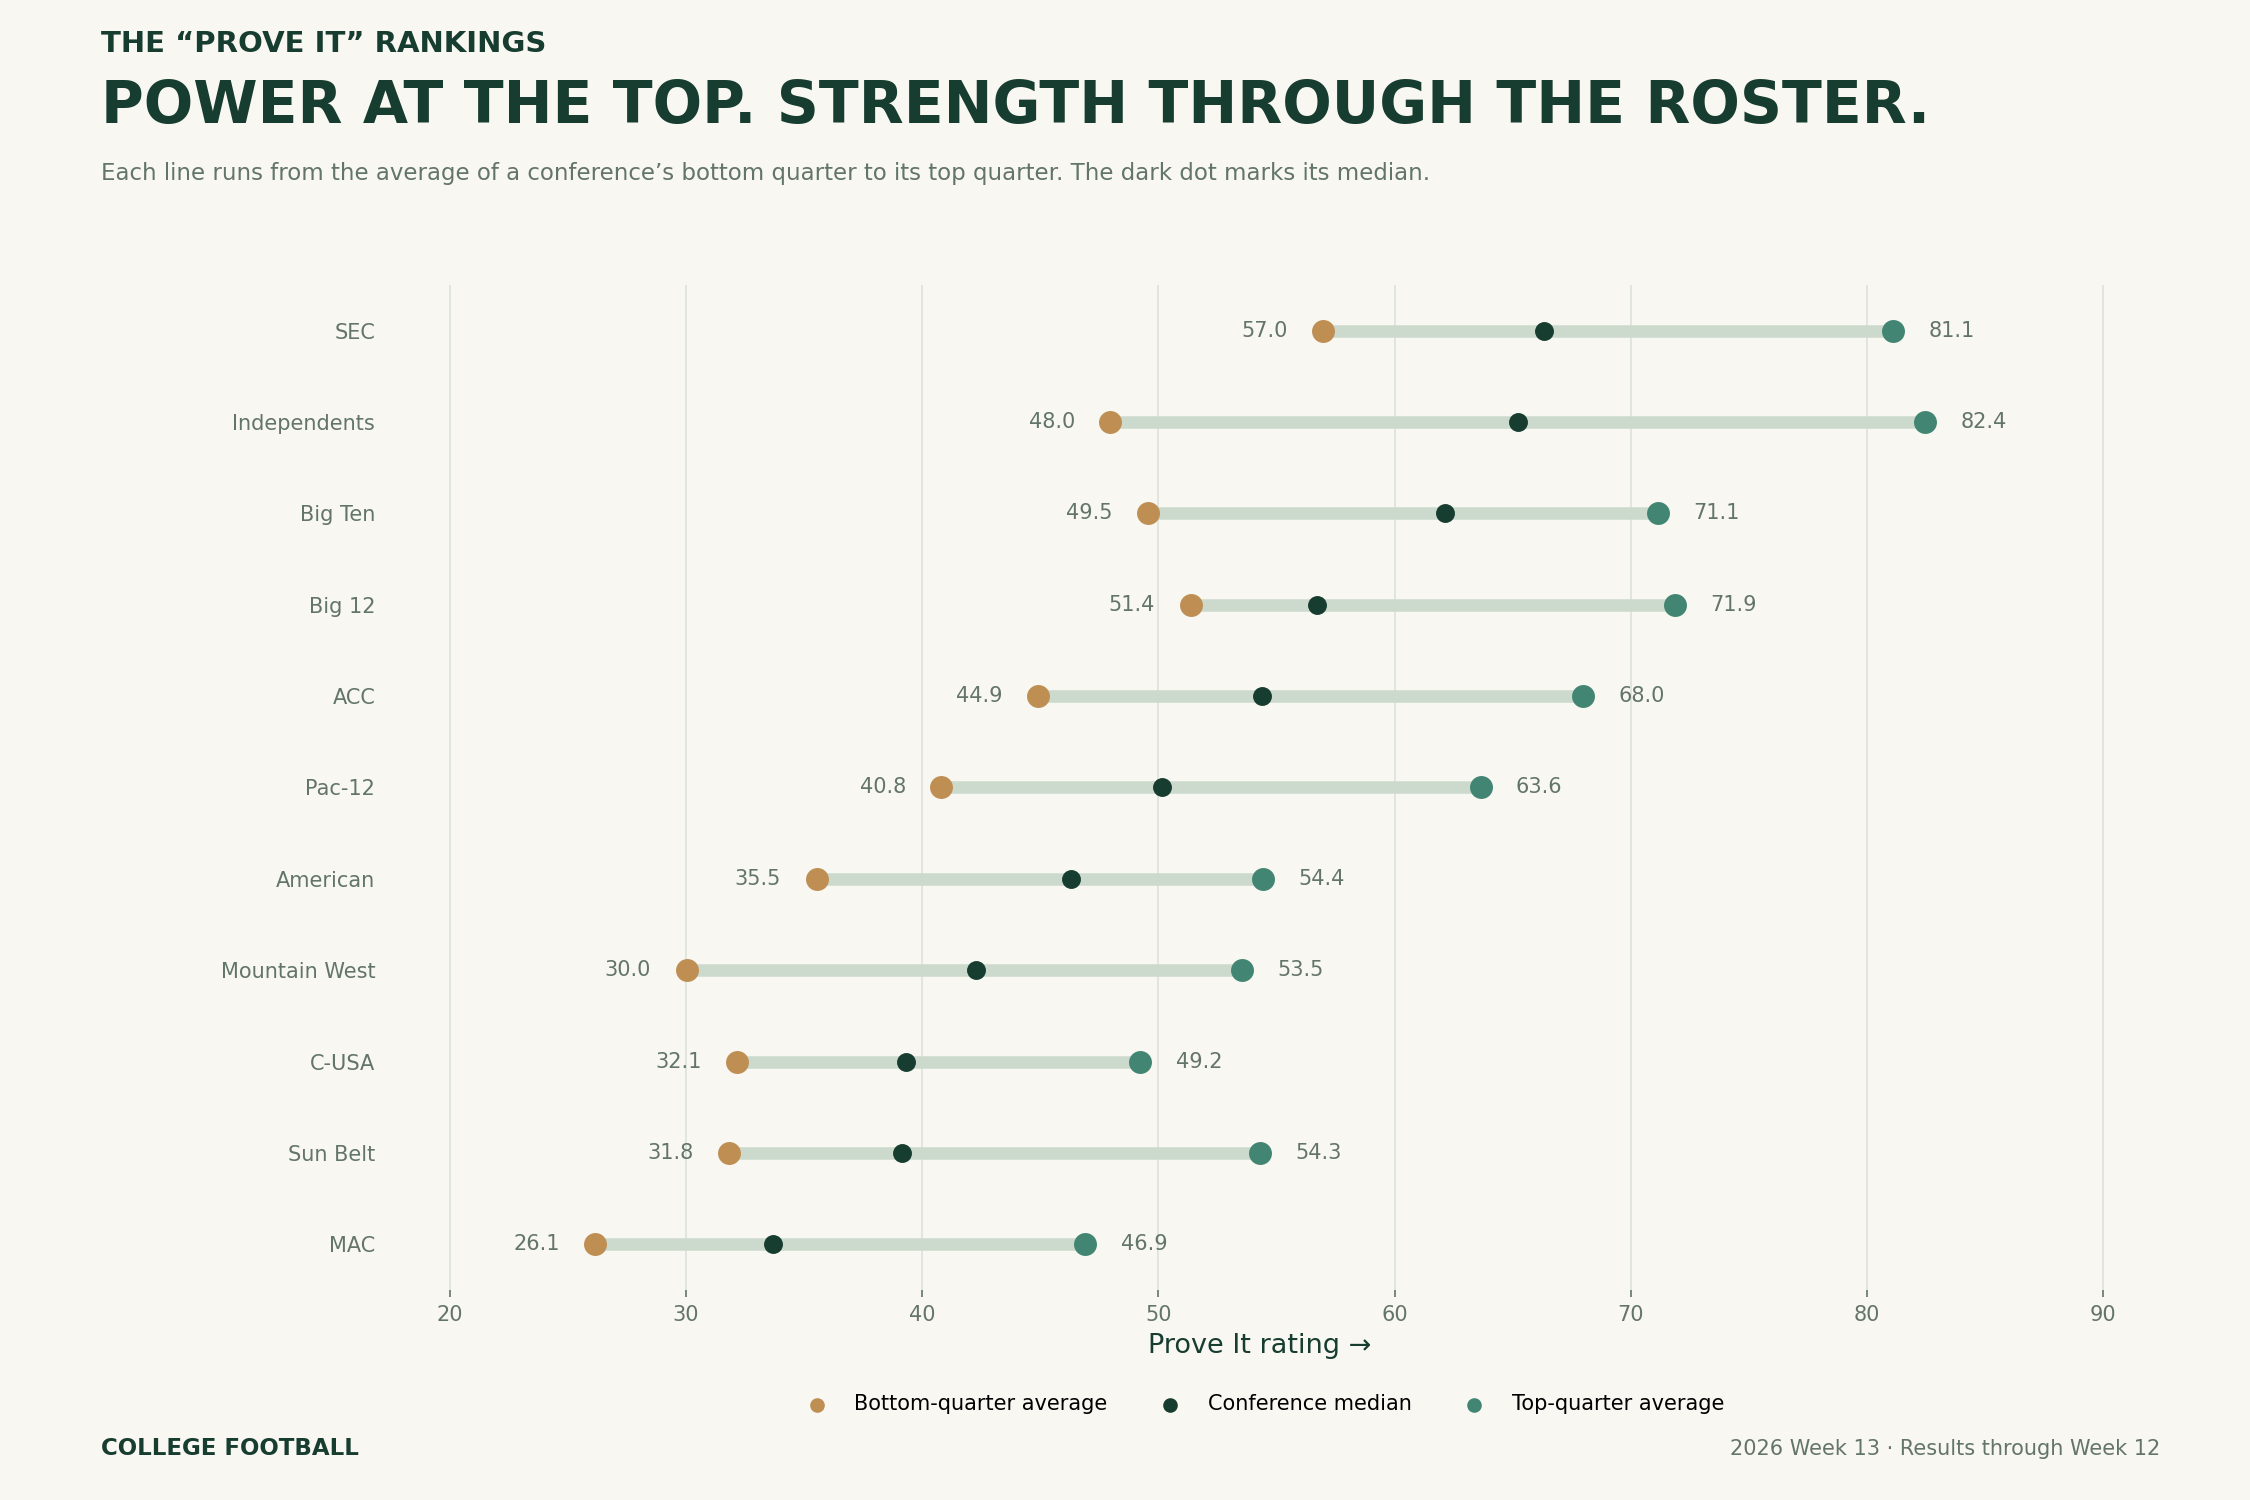 THE “PROVE IT” RANKINGS
POWER AT THE TOP. STRENGTH THROUGH THE ROSTER.
Each line runs from the average of a conference’s bottom quarter to its top quarter. The dark dot marks its median.
SEC 57.0 81.1
Independents 48.0 82.4
Big Ten 49.5 71.1
Big 12 51.4 71.9
ACC 44.9 68.0
Pac-12 40.8 63.6
American 35.5 54.4
Mountain West 30.0 53.5
C-USA 32.1 49.2
Sun Belt 31.8 54.3
MAC 26.1 46.9
20 30 40 50 60 70 80 90
Prove It rating →
Bottom-quarter average Conference median Top-quarter average
COLLEGE FOOTBALL 2026 Week 13 · Results through Week 12